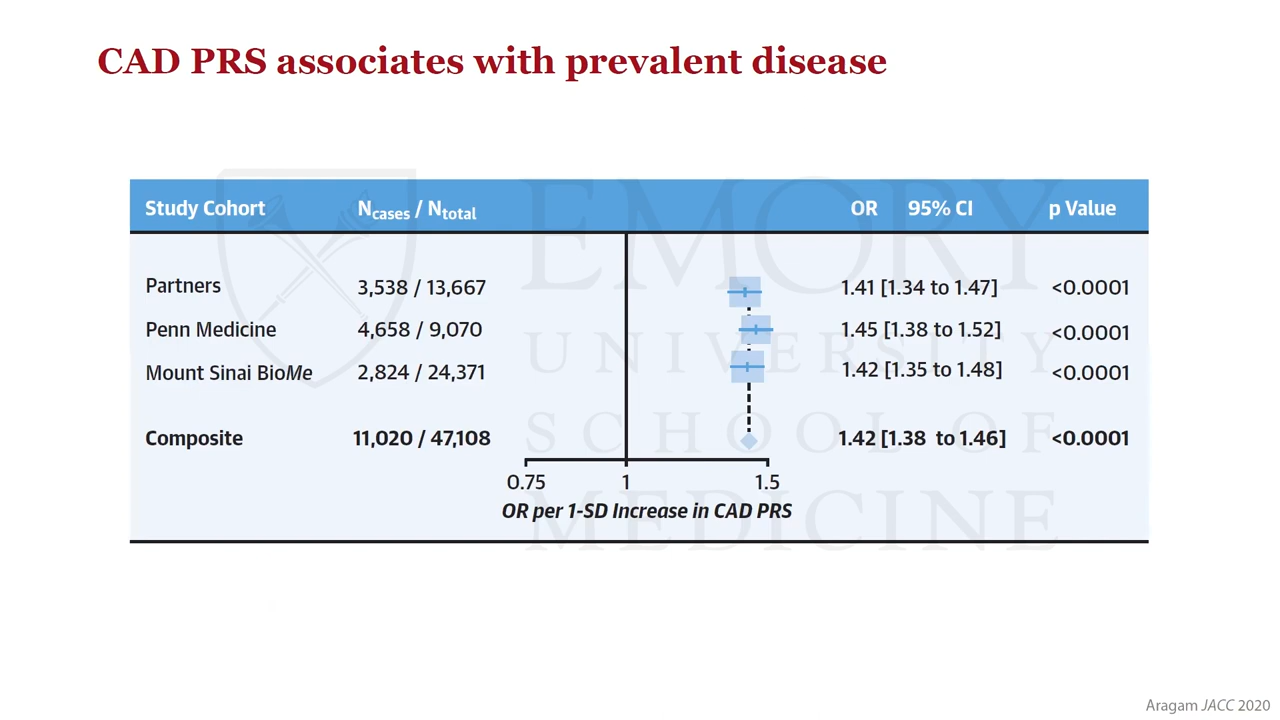 CAD PRS associates with prevalent disease
Study Cohort Ncases / Ntotal OR 95% CI p Value
Partners 3,538 / 13,667 1.41 [1.34 to 1.47] <0.0001
Penn Medicine 4,658 / 9,070 1.45 [1.38 to 1.52] <0.0001
Mount Sinai BioMe 2,824 / 24,371 1.42 [1.35 to 1.48] <0.0001
Composite 11,020 / 47,108 1.42 [1.38 to 1.46] <0.0001
0.75 1 1.5
OR per 1-SD Increase in CAD PRS
EMORY
UNIVERSITY
SCHOOL OF
MEDICINE
Aragam JACC 2020